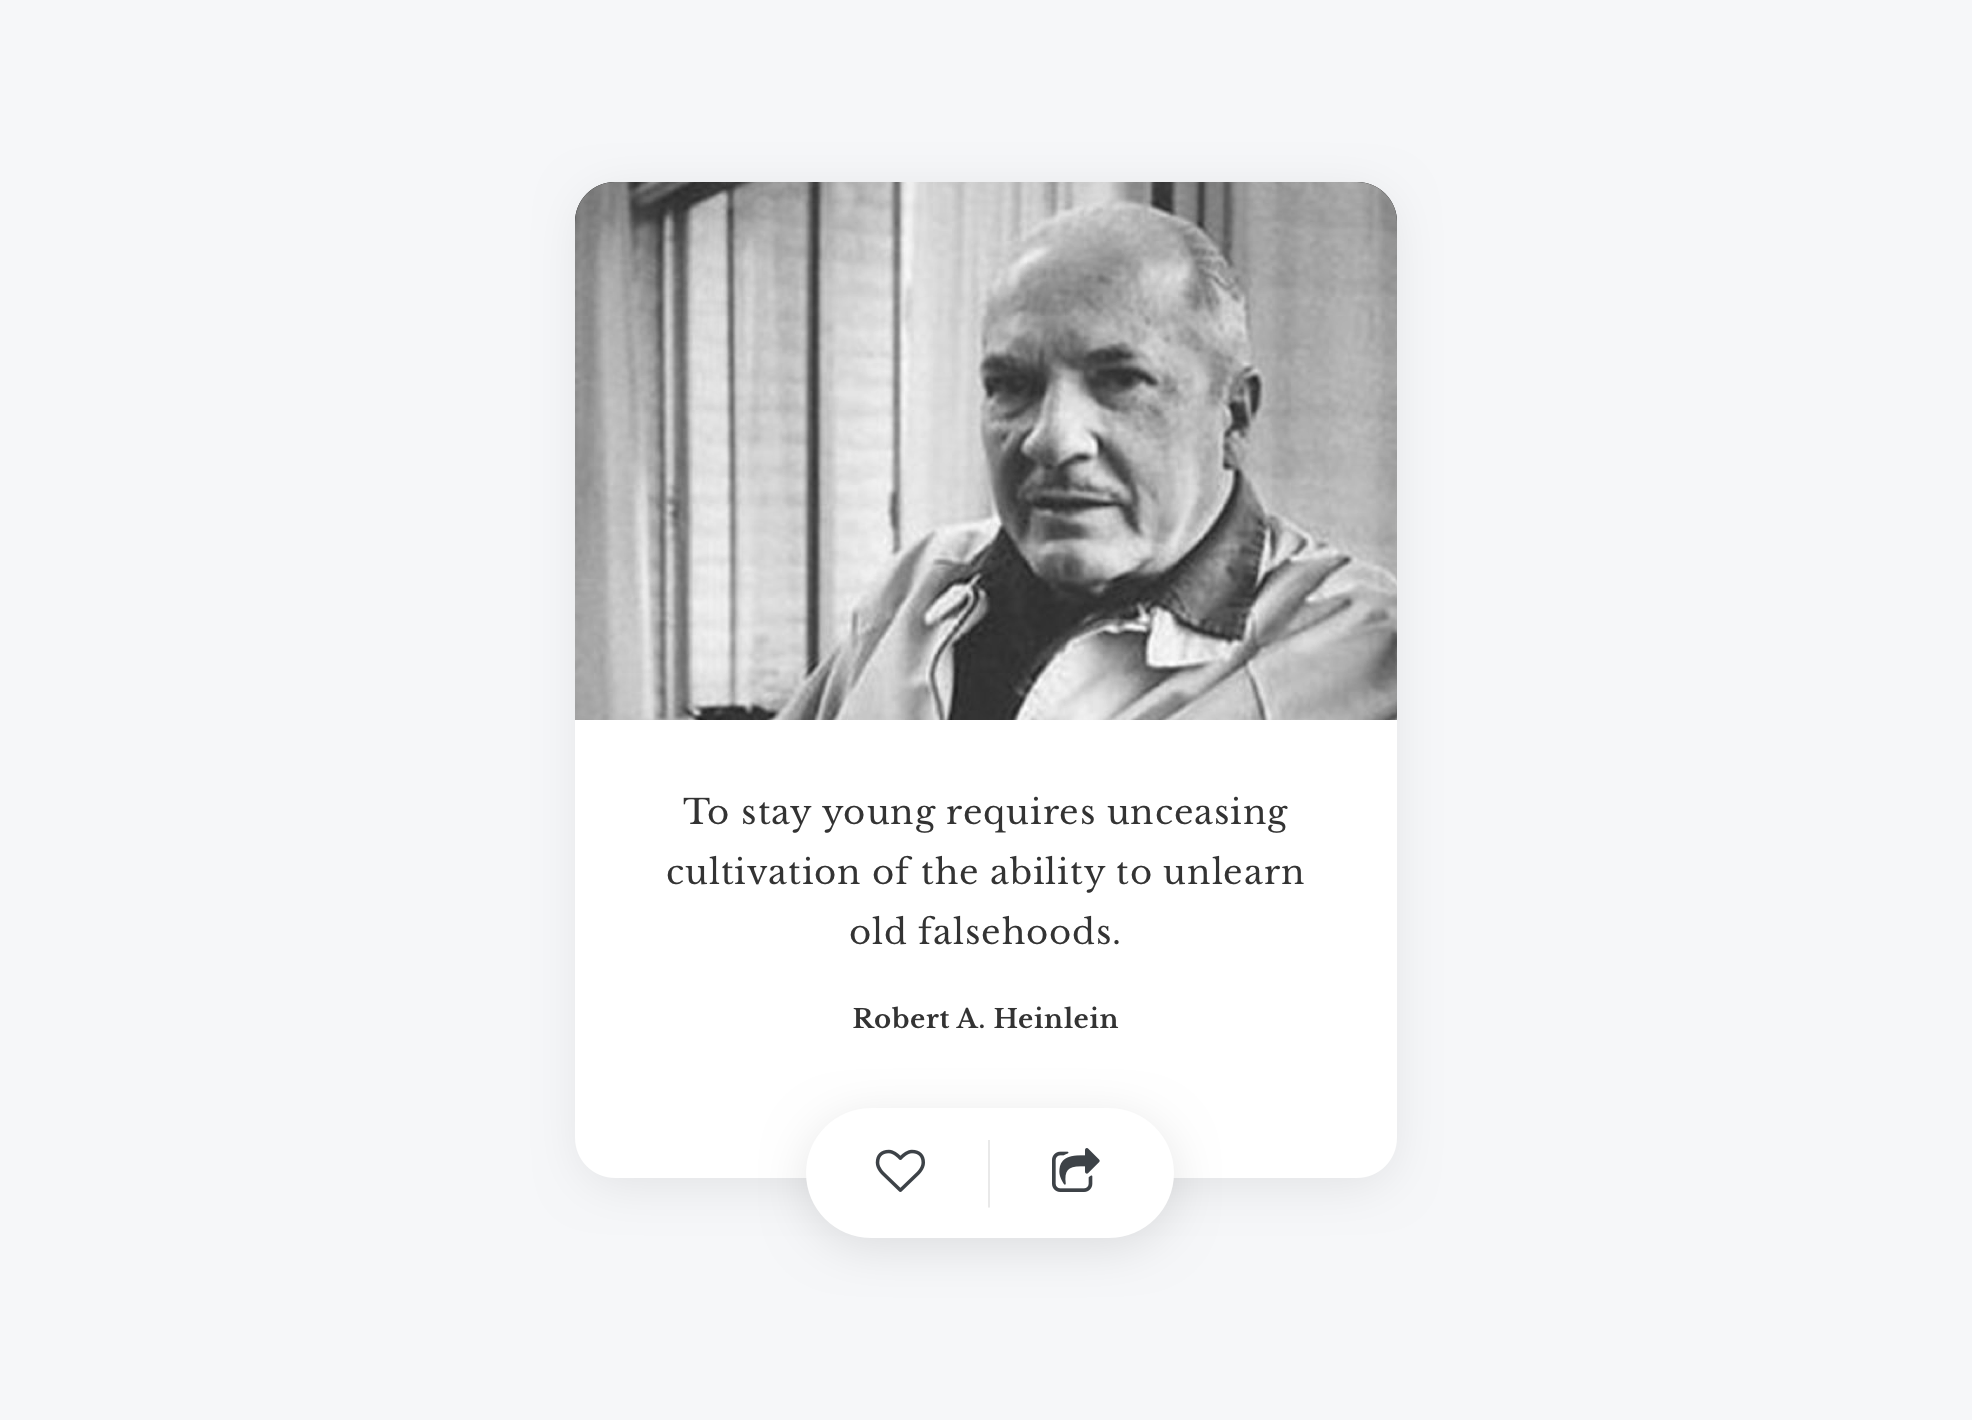 To stay young requires unceasing
cultivation of the ability to unlearn
old falsehoods.
Robert A. Heinlein